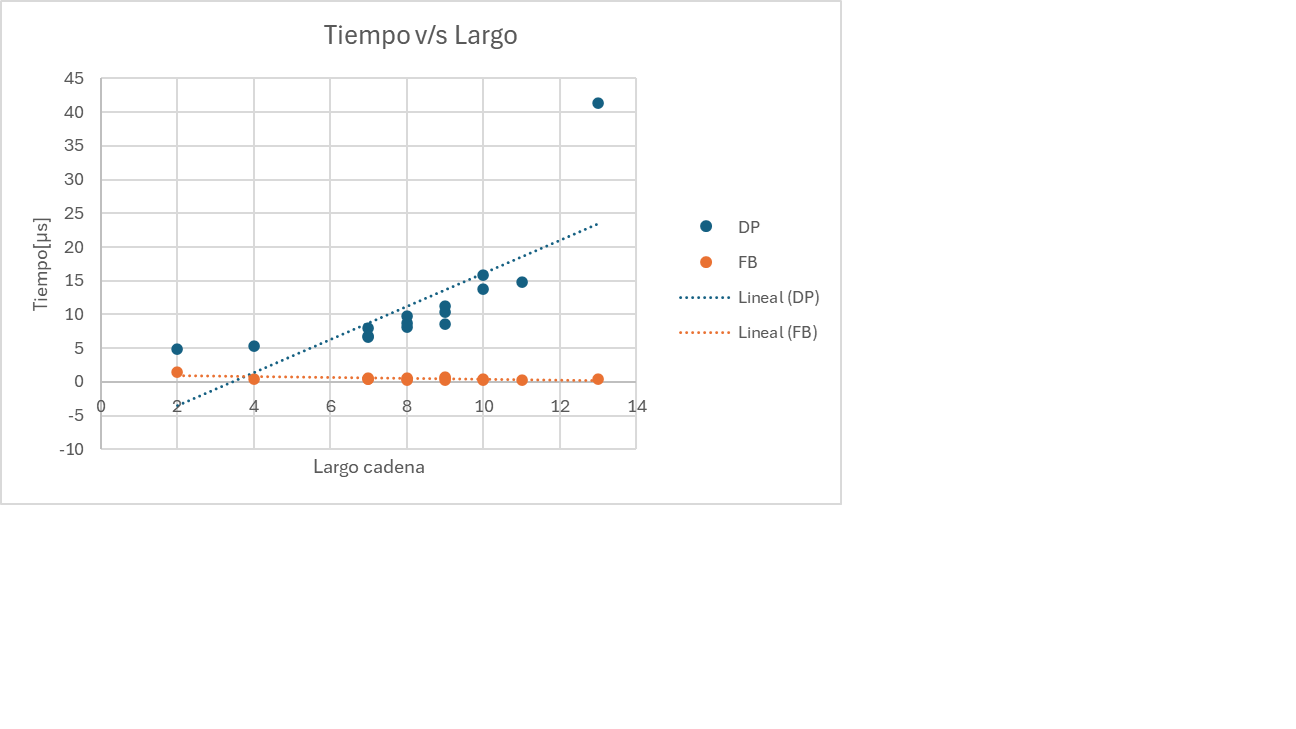 Tiempo v/s Largo
45
40
35
30
25
20
15
10
5
0
-5
-10
Tiempo[µs]
0 2 4 6 8 10 12 14
Largo cadena
DP
FB
Lineal (DP)
Lineal (FB)